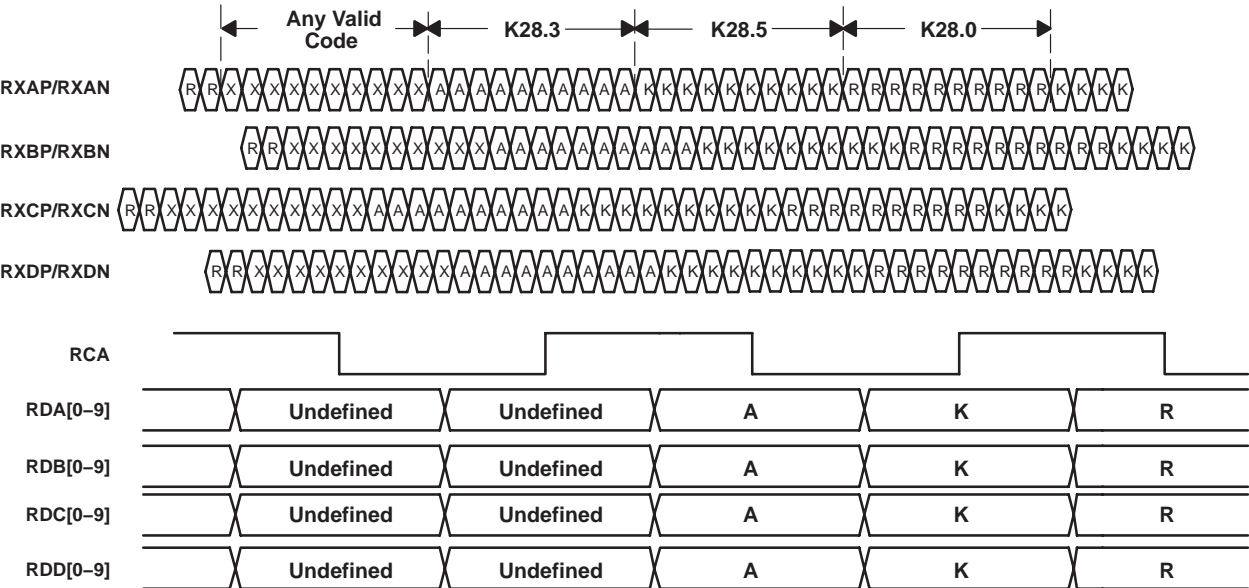 Any Valid Code
K28.3
K28.5
K28.0
RXAP/RXAN R R X X X X X X X X X X A A A A A A A A A A K K K K K K K K K K R R R R R R R R R R K K K K
RXBP/RXBN R R X X X X X X X X X X A A A A A A A A A A K K K K K K K K K K R R R R R R R R R R K K K K
RXCP/RXCN R R X X X X X X X X X X A A A A A A A A A A K K K K K K K K K K R R R R R R R R R R K K K K
RXDP/RXDN R R X X X X X X X X X X A A A A A A A A A A K K K K K K K K K K R R R R R R R R R R K K K K
RCA
RDA[0–9] Undefined Undefined A K R
RDB[0–9] Undefined Undefined A K R
RDC[0–9] Undefined Undefined A K R
RDD[0–9] Undefined Undefined A K R